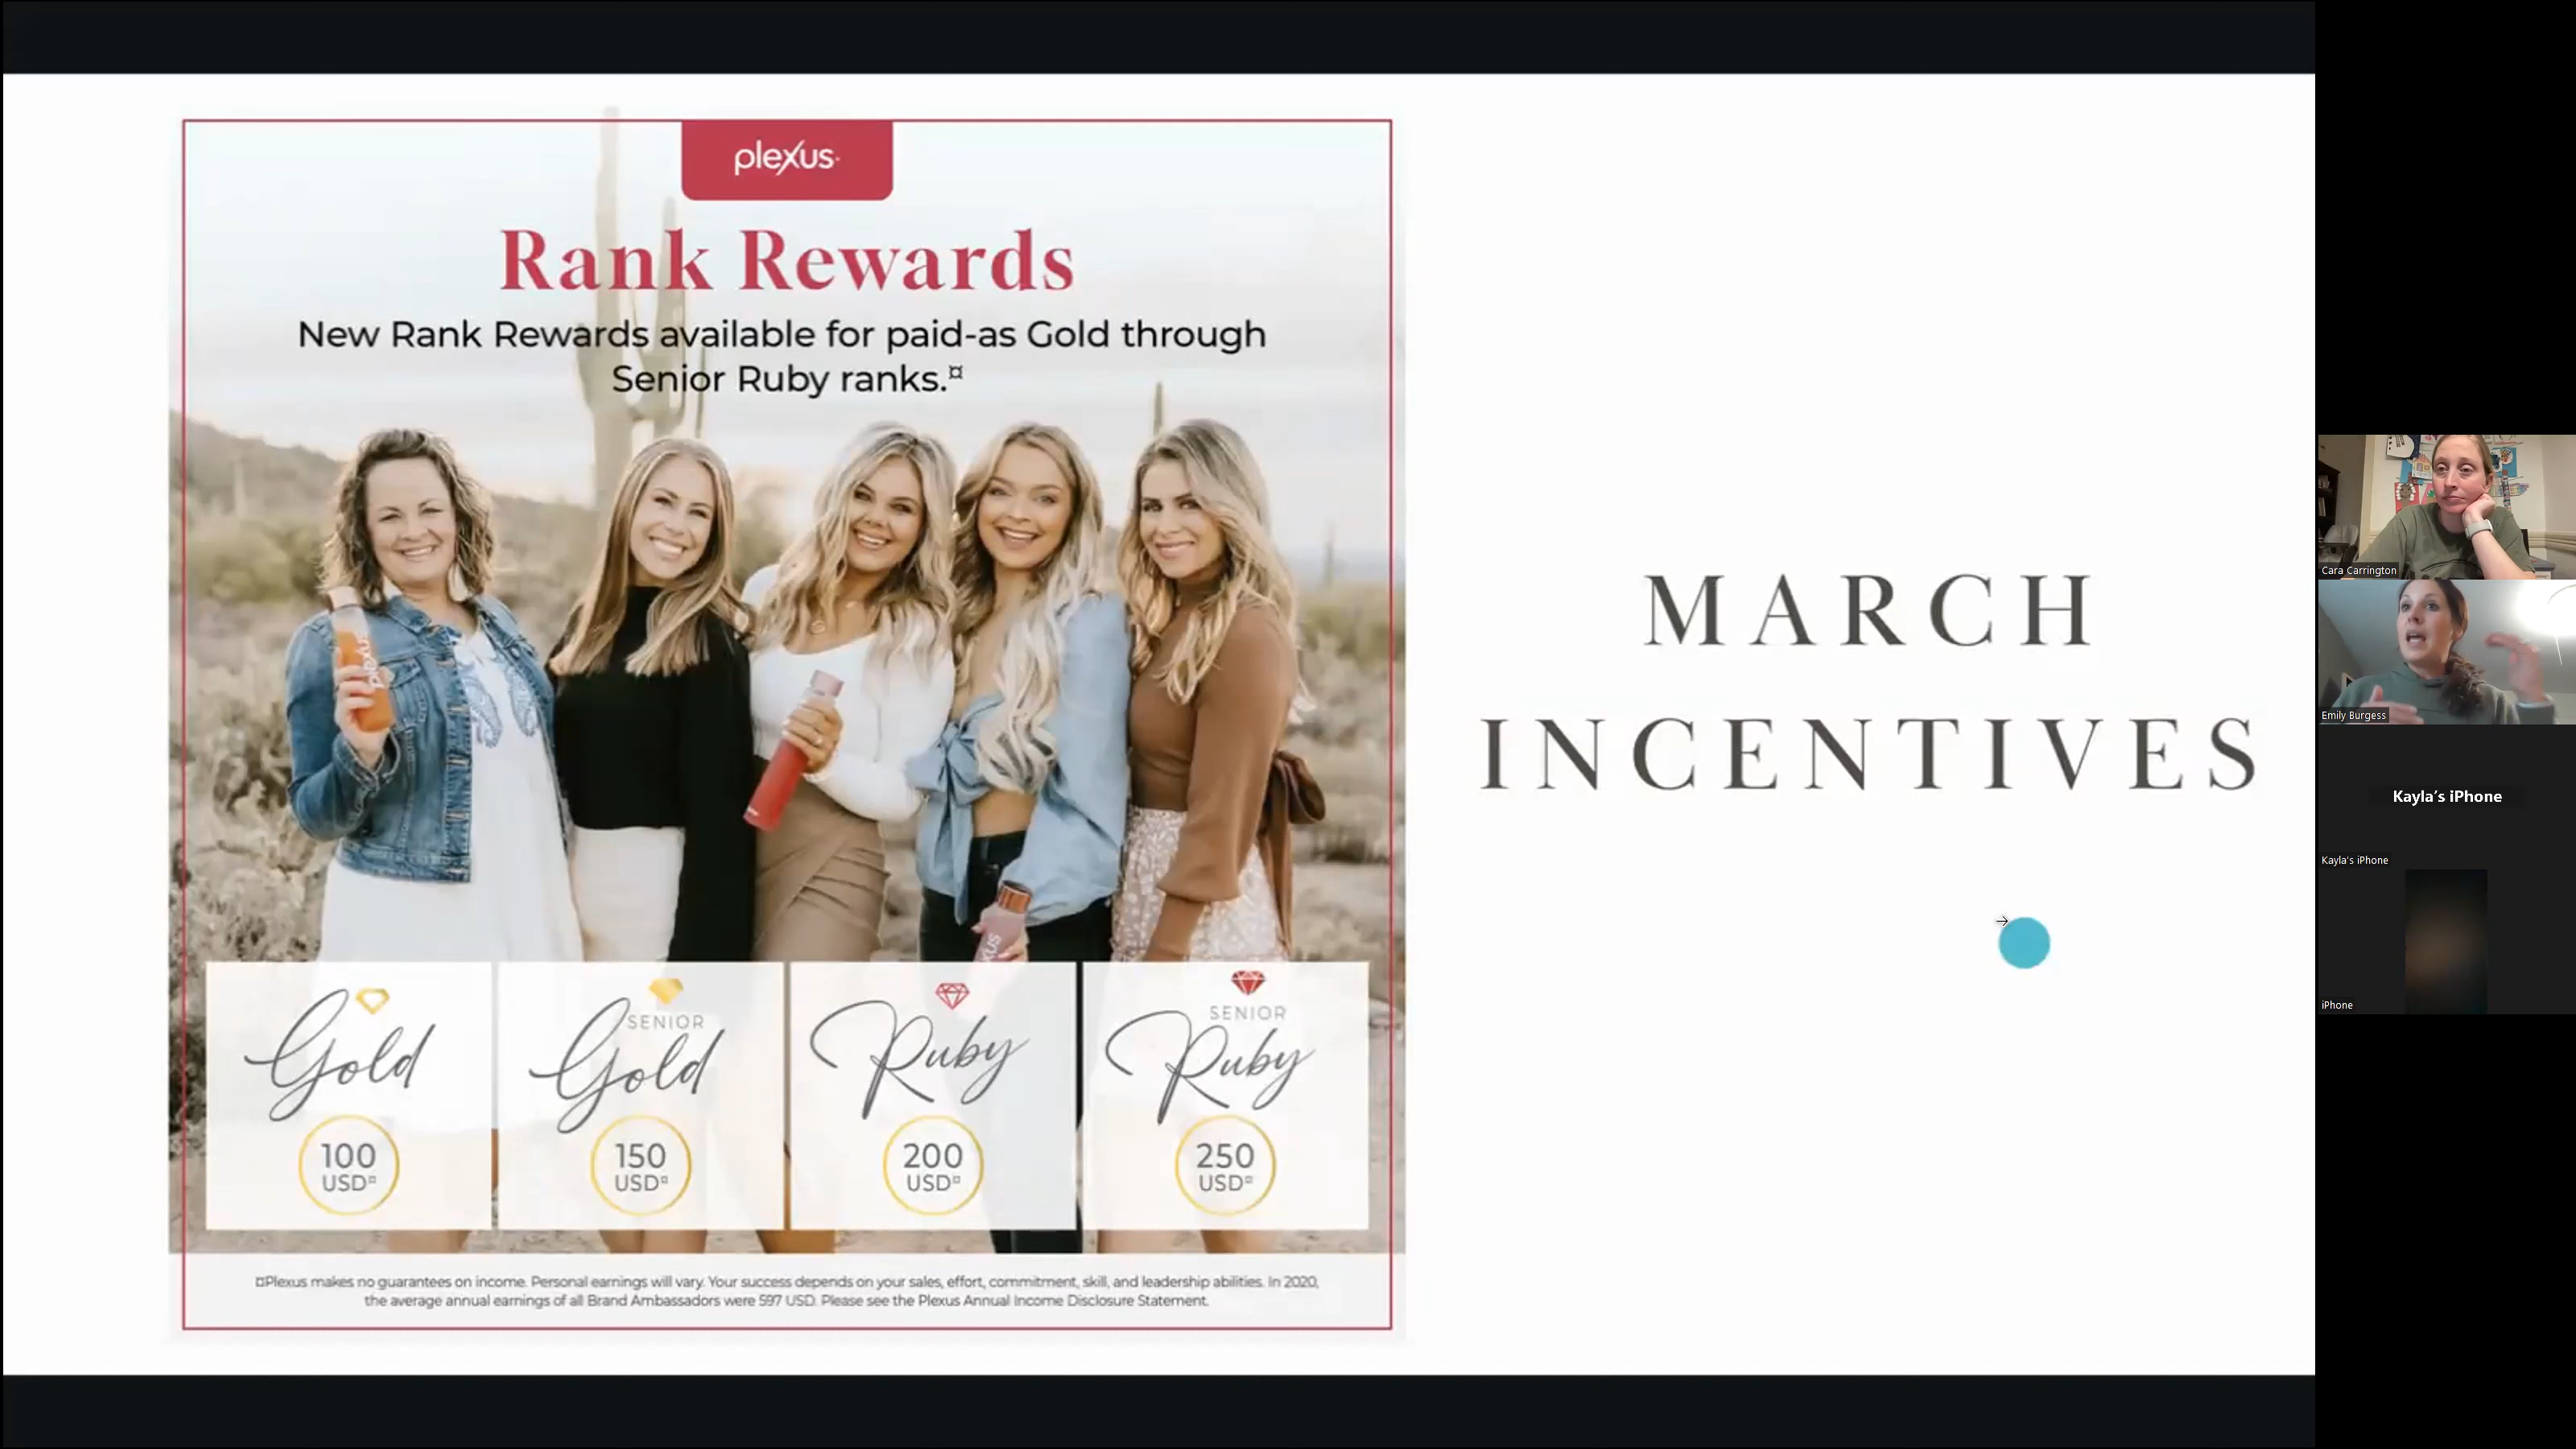 plexus
Rank Rewards
New Rank Rewards available for paid-as Gold through
Senior Ruby ranks.¤
plexus
XUS
Gold
100
USD¤
SENIOR
Gold
150
USD¤
Ruby
200
USD¤
SENIOR
Ruby
250
USD¤
¤Plexus makes no guarantees on income. Personal earnings will vary. Your success depends on your sales, effort, commitment, skill, and leadership abilities. In 2020,
the average annual earnings of all Brand Ambassadors were 597 USD. Please see the Plexus Annual Income Disclosure Statement.
MARCH
INCENTIVES
Cara Carrington
Emily Burgess
Kayla's iPhone
Kayla's iPhone
iPhone